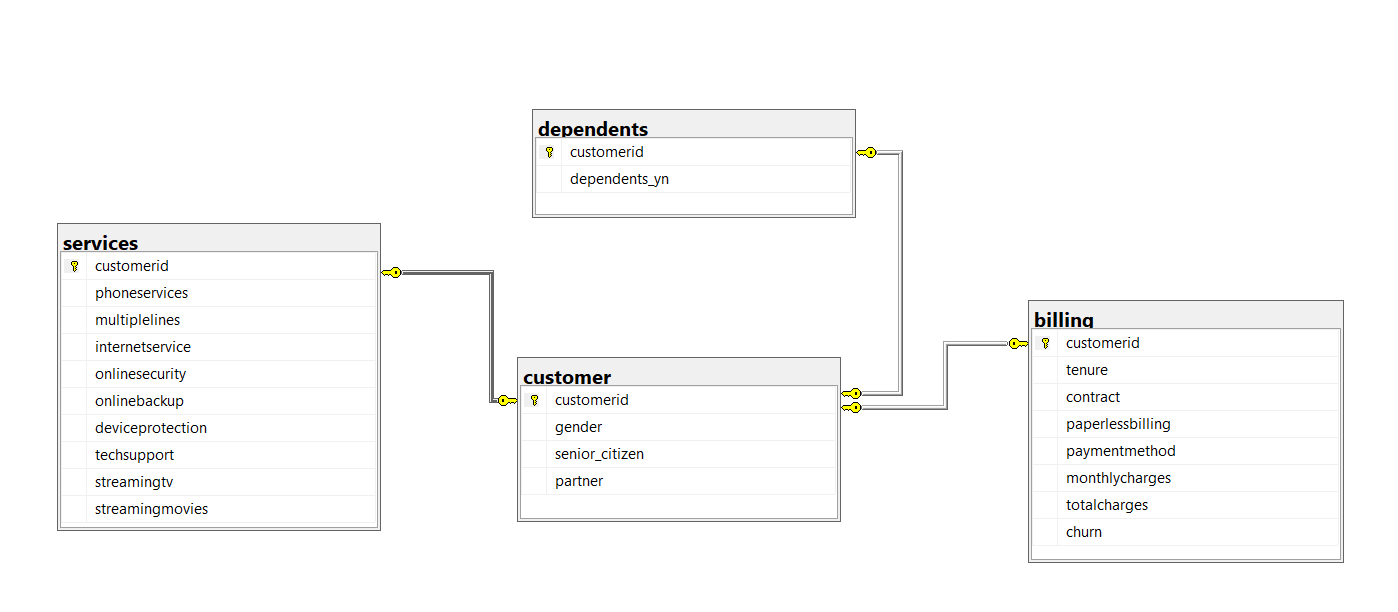 dependents
customerid
dependents_yn
services
customerid
phoneservices
multiplelines
internetservice
onlinesecurity
onlinebackup
deviceprotection
techsupport
streamingtv
streamingmovies
customer
customerid
gender
senior_citizen
partner
billing
customerid
tenure
contract
paperlessbilling
paymentmethod
monthlycharges
totalcharges
churn